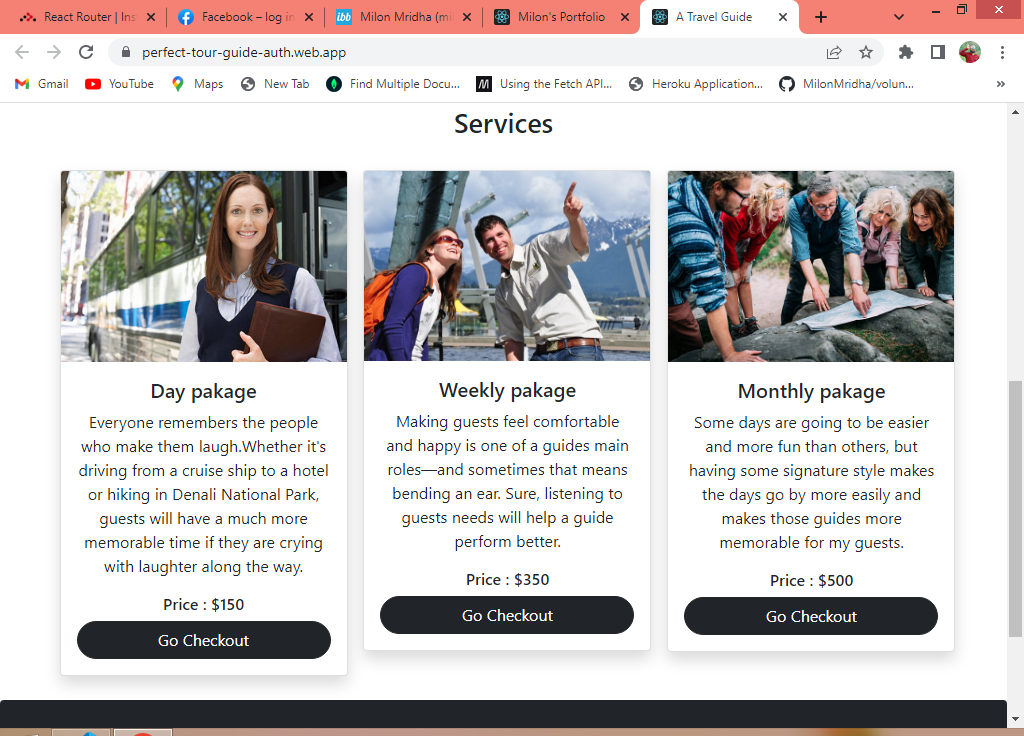 React Router | Ins
Facebook – log in
ibb
Milon Mridha (mil
Milon's Portfolio
A Travel Guide
perfect-tour-guide-auth.web.app
Gmail
YouTube
Maps
New Tab
Find Multiple Docu...
M
Using the Fetch API...
Heroku Application...
MilonMridha/volun...
»
Services
Day pakage
Everyone remembers the people
who make them laugh.Whether it's
driving from a cruise ship to a hotel
or hiking in Denali National Park,
guests will have a much more
memorable time if they are crying
with laughter along the way.
Price : $150
Go Checkout
Weekly pakage
Making guests feel comfortable
and happy is one of a guides main
roles—and sometimes that means
bending an ear. Sure, listening to
guests needs will help a guide
perform better.
Price : $350
Go Checkout
Monthly pakage
Some days are going to be easier
and more fun than others, but
having some signature style makes
the days go by more easily and
makes those guides more
memorable for my guests.
Price : $500
Go Checkout